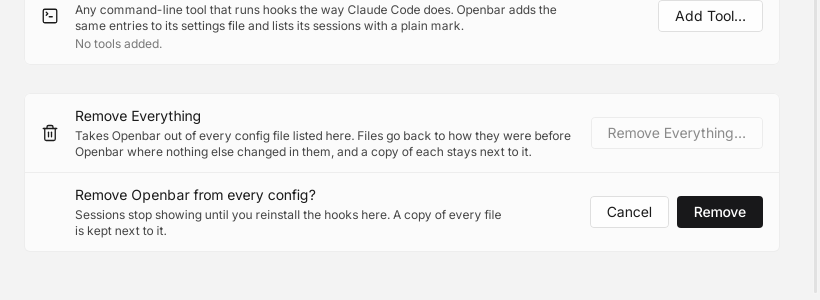 Any command-line tool that runs hooks the way Claude Code does. Openbar adds the
same entries to its settings file and lists its sessions with a plain mark.
No tools added.
Add Tool...
Remove Everything
Takes Openbar out of every config file listed here. Files go back to how they were before
Openbar where nothing else changed in them, and a copy of each stays next to it.
Remove Everything...
Remove Openbar from every config?
Sessions stop showing until you reinstall the hooks here. A copy of every file
is kept next to it.
Cancel
Remove